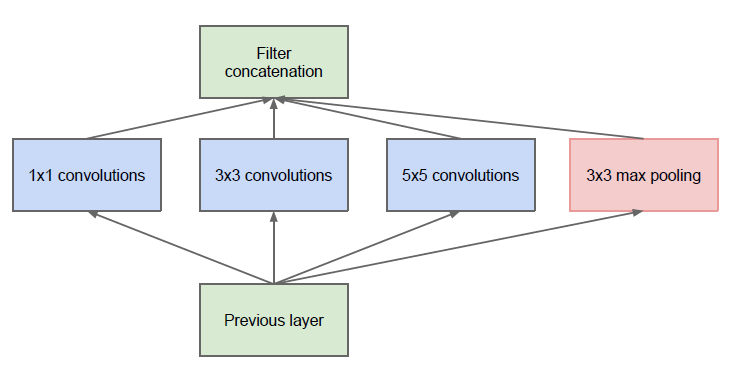 Filter
concatenation
1x1 convolutions
3x3 convolutions
5x5 convolutions
3x3 max pooling
Previous layer